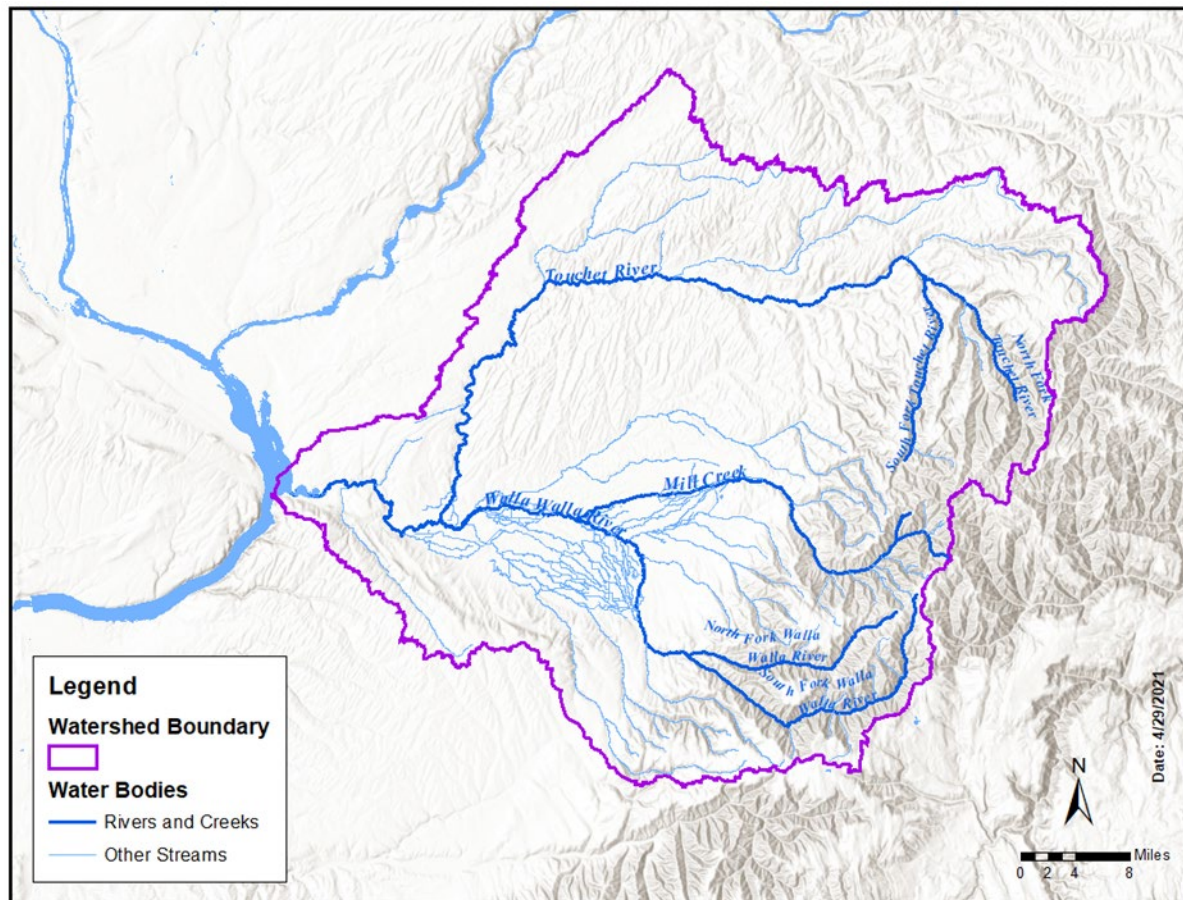 Touchet River
South Fork Touchet River
North Fork
Touchet River
Mill Creek
Walla Walla River
North Fork Walla
Walla River
South Fork Walla
Walla River
Legend
Watershed Boundary
Water Bodies
Rivers and Creeks
Other Streams
Date: 4/29/2021
N
Miles
0 2 4 8